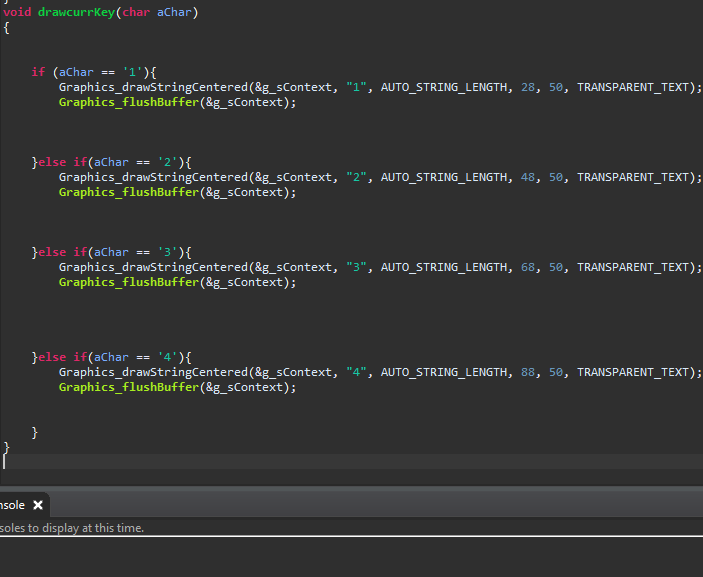 }
void drawcurrKey(char aChar)
{
if (aChar == '1'){
Graphics_drawStringCentered(&g_sContext, "1", AUTO_STRING_LENGTH, 28, 50, TRANSPARENT_TEXT);
Graphics_flushBuffer(&g_sContext);
}else if(aChar == '2'){
Graphics_drawStringCentered(&g_sContext, "2", AUTO_STRING_LENGTH, 48, 50, TRANSPARENT_TEXT);
Graphics_flushBuffer(&g_sContext);
}else if(aChar == '3'){
Graphics_drawStringCentered(&g_sContext, "3", AUTO_STRING_LENGTH, 68, 50, TRANSPARENT_TEXT);
Graphics_flushBuffer(&g_sContext);
}else if(aChar == '4'){
Graphics_drawStringCentered(&g_sContext, "4", AUTO_STRING_LENGTH, 88, 50, TRANSPARENT_TEXT);
Graphics_flushBuffer(&g_sContext);
}
}
nsole
soles to display at this time.